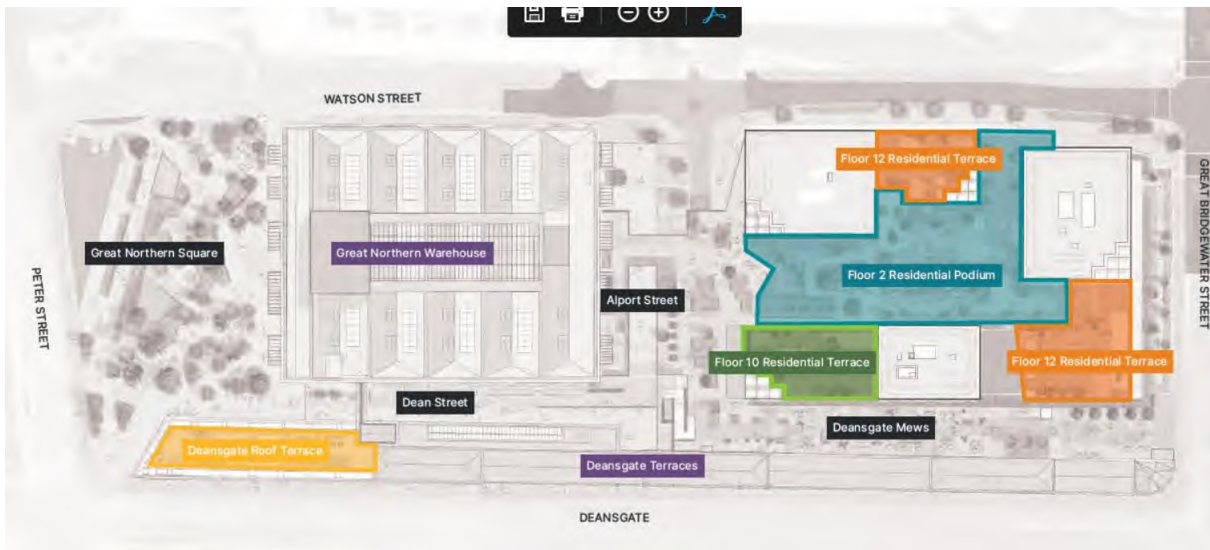 WATSON STREET
Floor 12 Residential Terrace
Great Northern Square
Great Northern Warehouse
GREAT BRIDGEWATER STREET
PETER STREET
Floor 2 Residential Podium
Alport Street
Floor 10 Residential Terrace
Floor 12 Residential Terrace
Dean Street
Deansgate Mews
Deansgate Roof Terrace
Deansgate Terraces
DEANSGATE